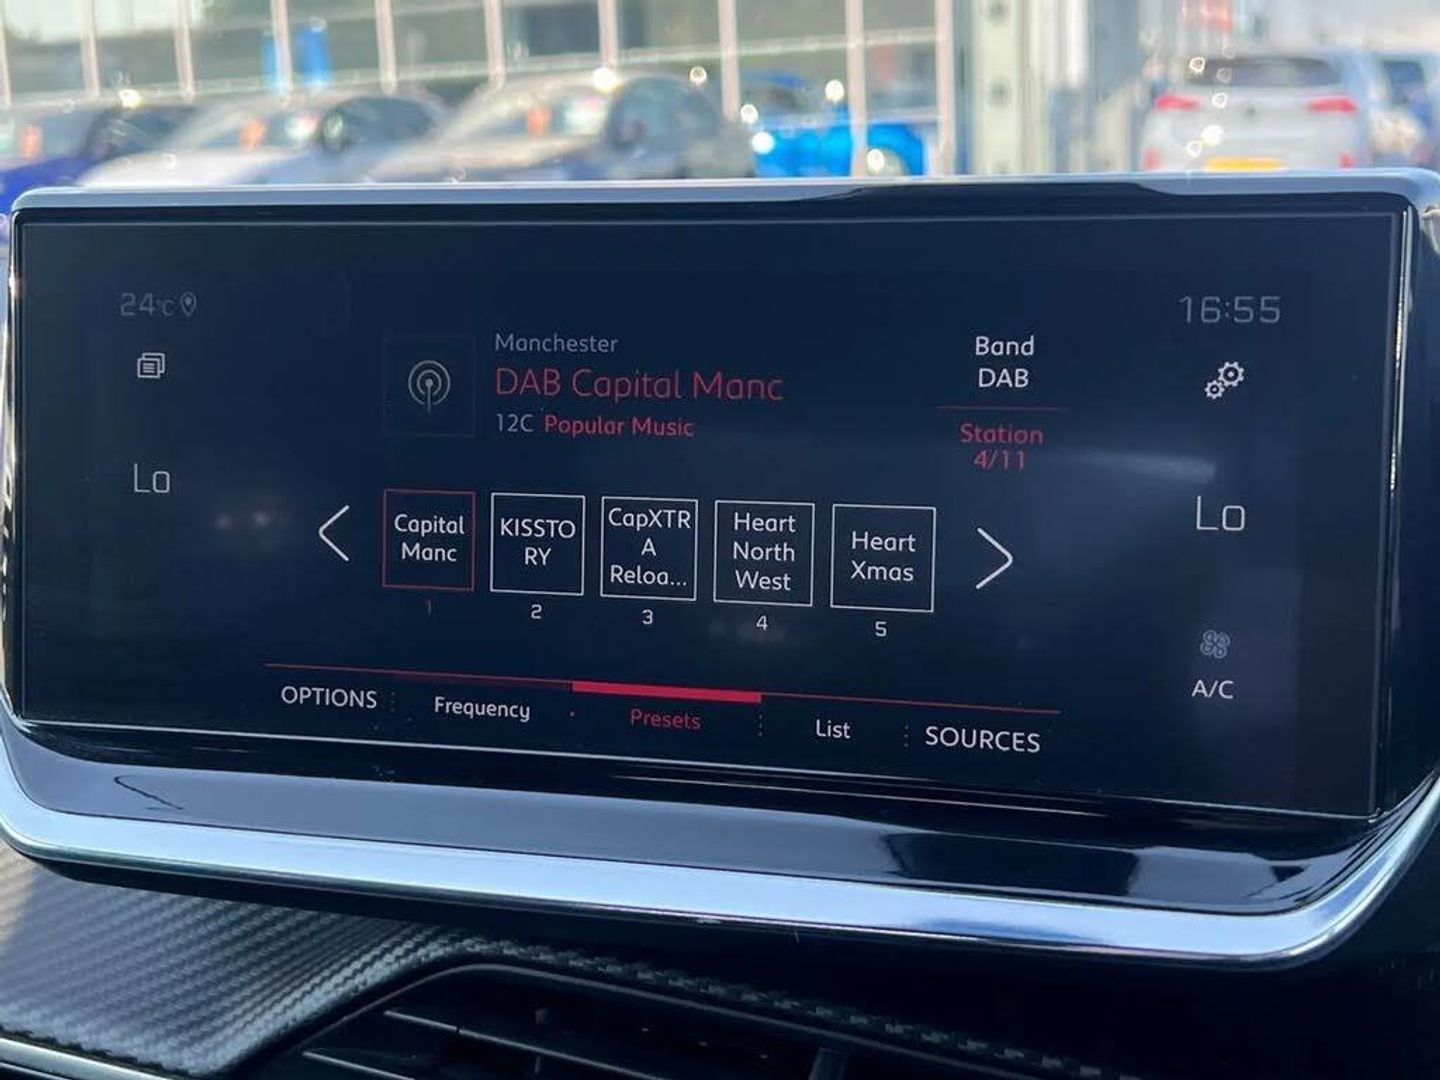 24°C
16:55
Manchester
DAB Capital Manc
12C Popular Music
Band
DAB
Station
4/11
Lo
Lo
Capital
Manc
1
KISSTO
RY
2
CapXTR
A
Reloa...
3
Heart
North
West
4
Heart
Xmas
5
A/C
OPTIONS
Frequency
Presets
List
SOURCES